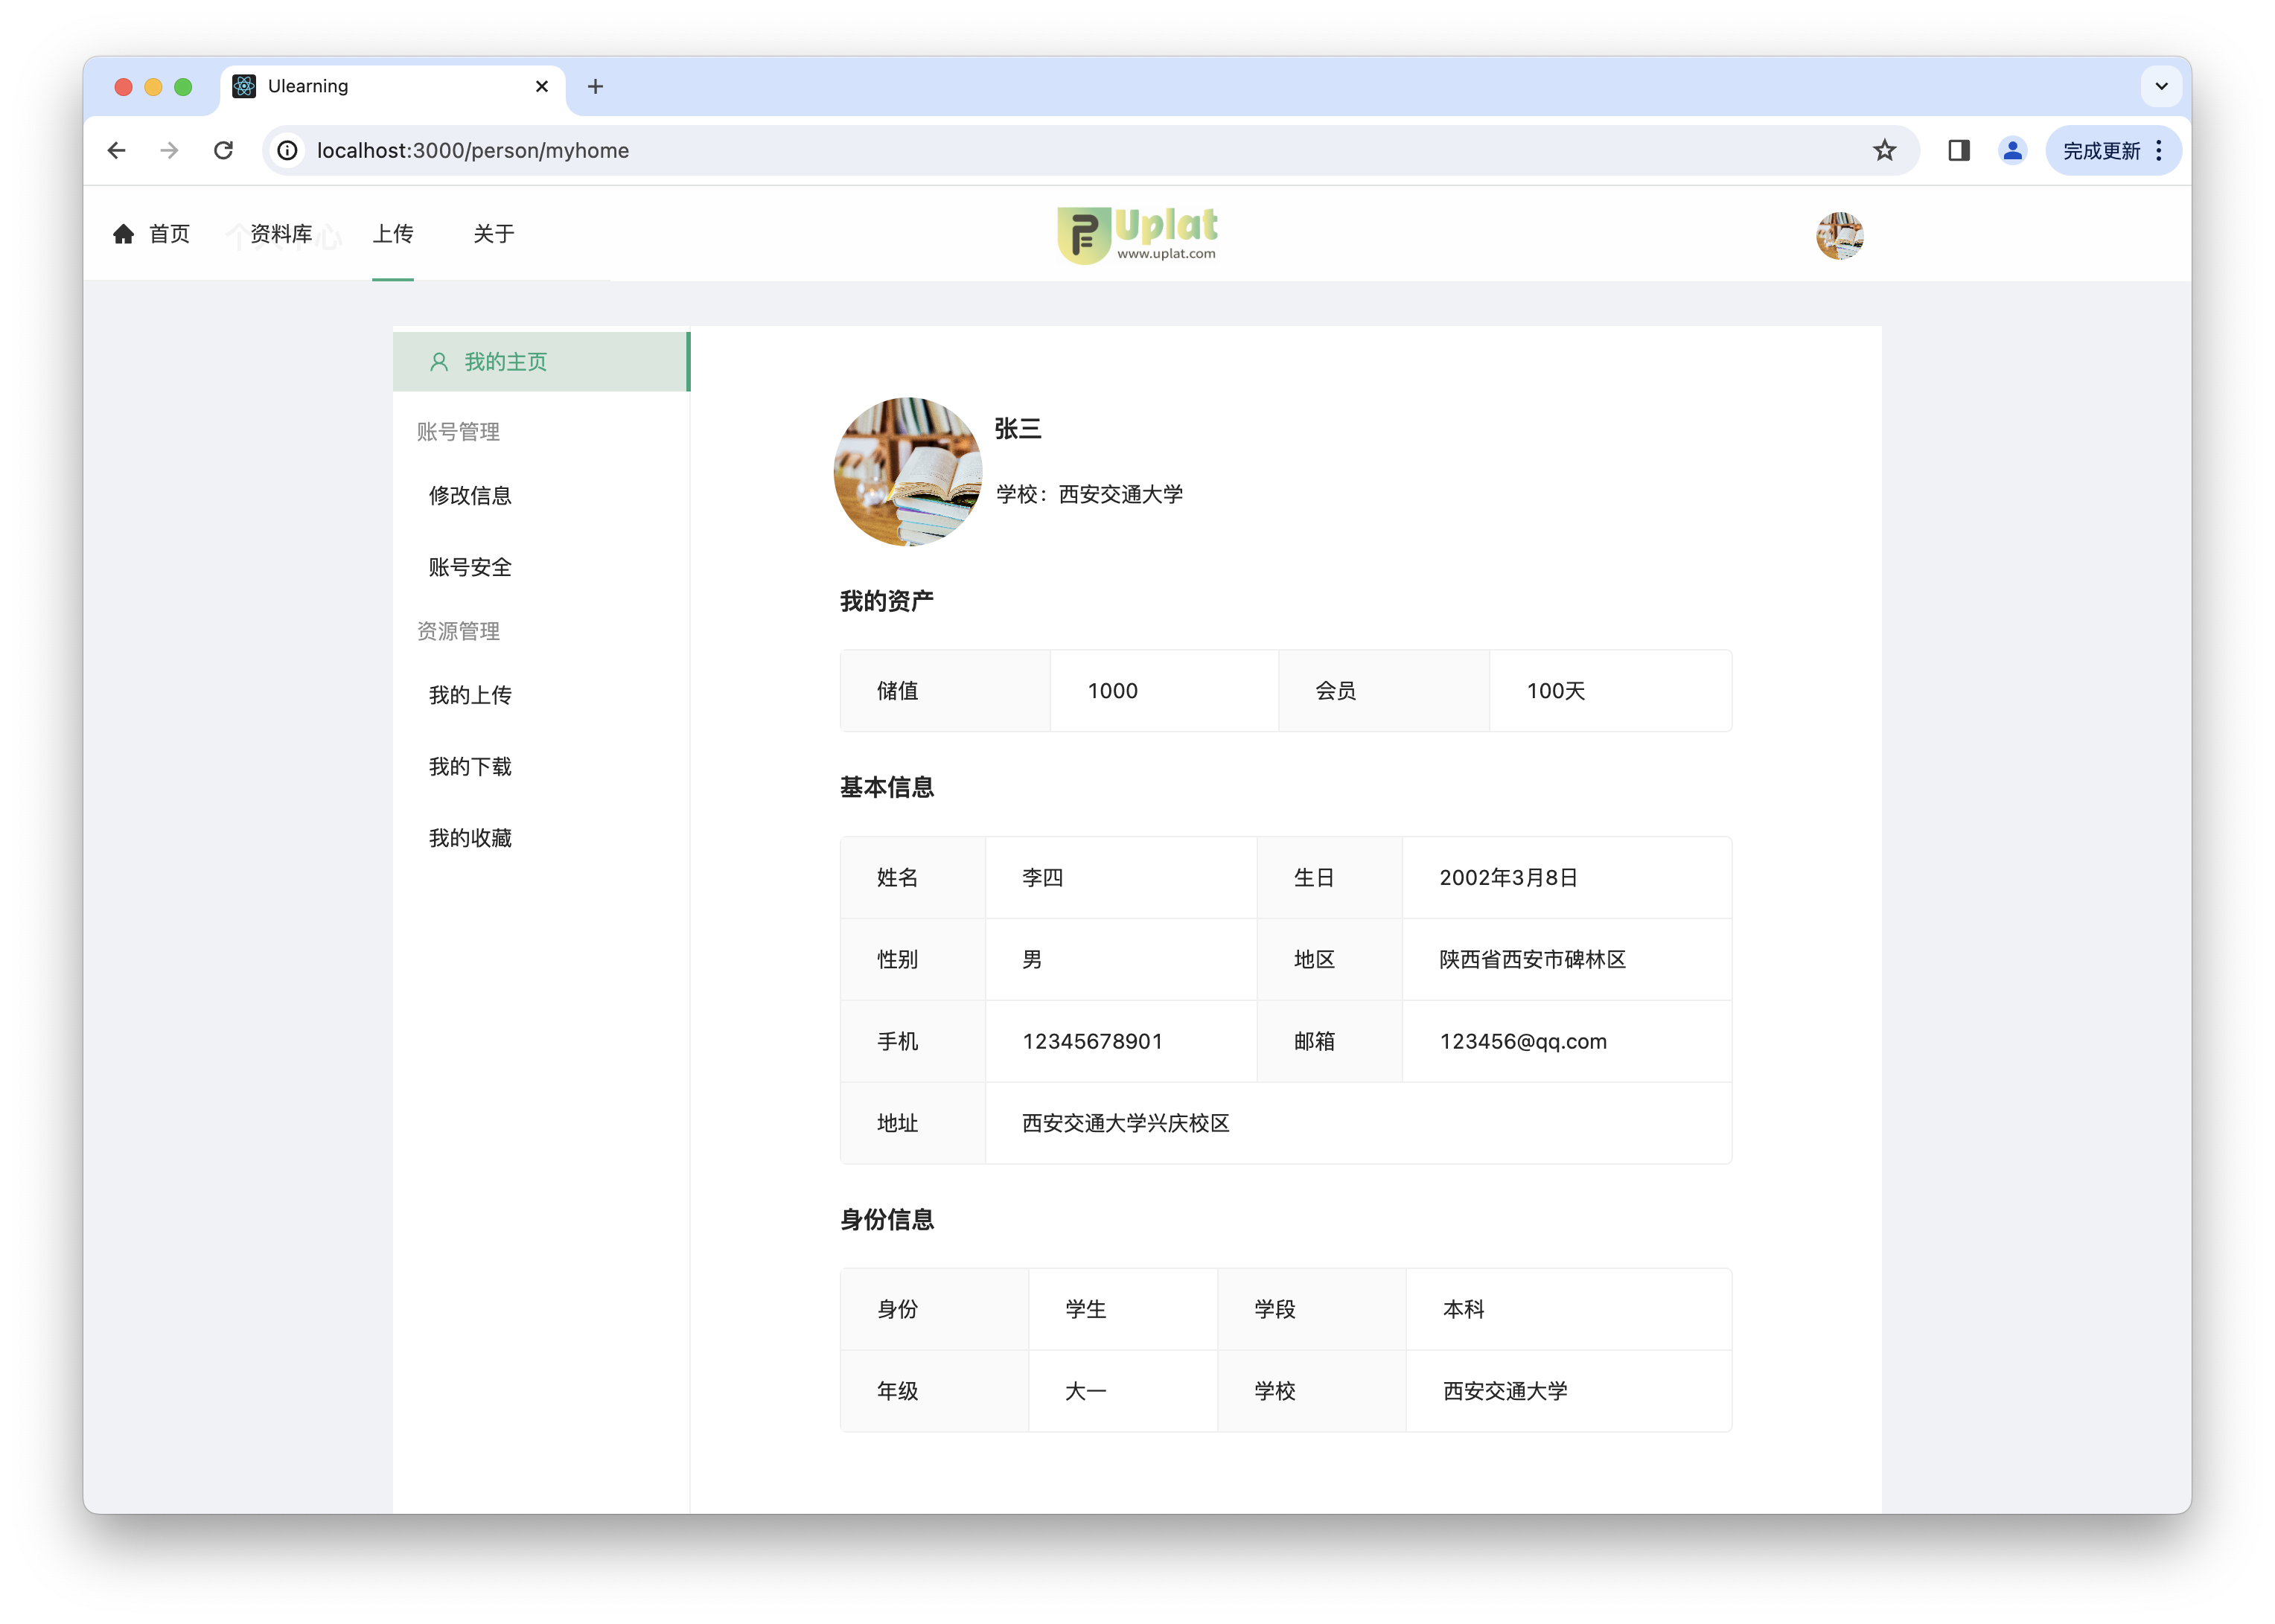 Ulearning
localhost:3000/person/myhome
完成更新
首页 资料库 上传 关于
个人中心
Uplat
www.uplat.com
我的主页
账号管理
修改信息
账号安全
资源管理
我的上传
我的下载
我的收藏
张三
学校：西安交通大学
我的资产
储值 1000 会员 100天
基本信息
姓名 李四 生日 2002年3月8日
性别 男 地区 陕西省西安市碑林区
手机 12345678901 邮箱 123456@qq.com
地址 西安交通大学兴庆校区
身份信息
身份 学生 学段 本科
年级 大一 学校 西安交通大学